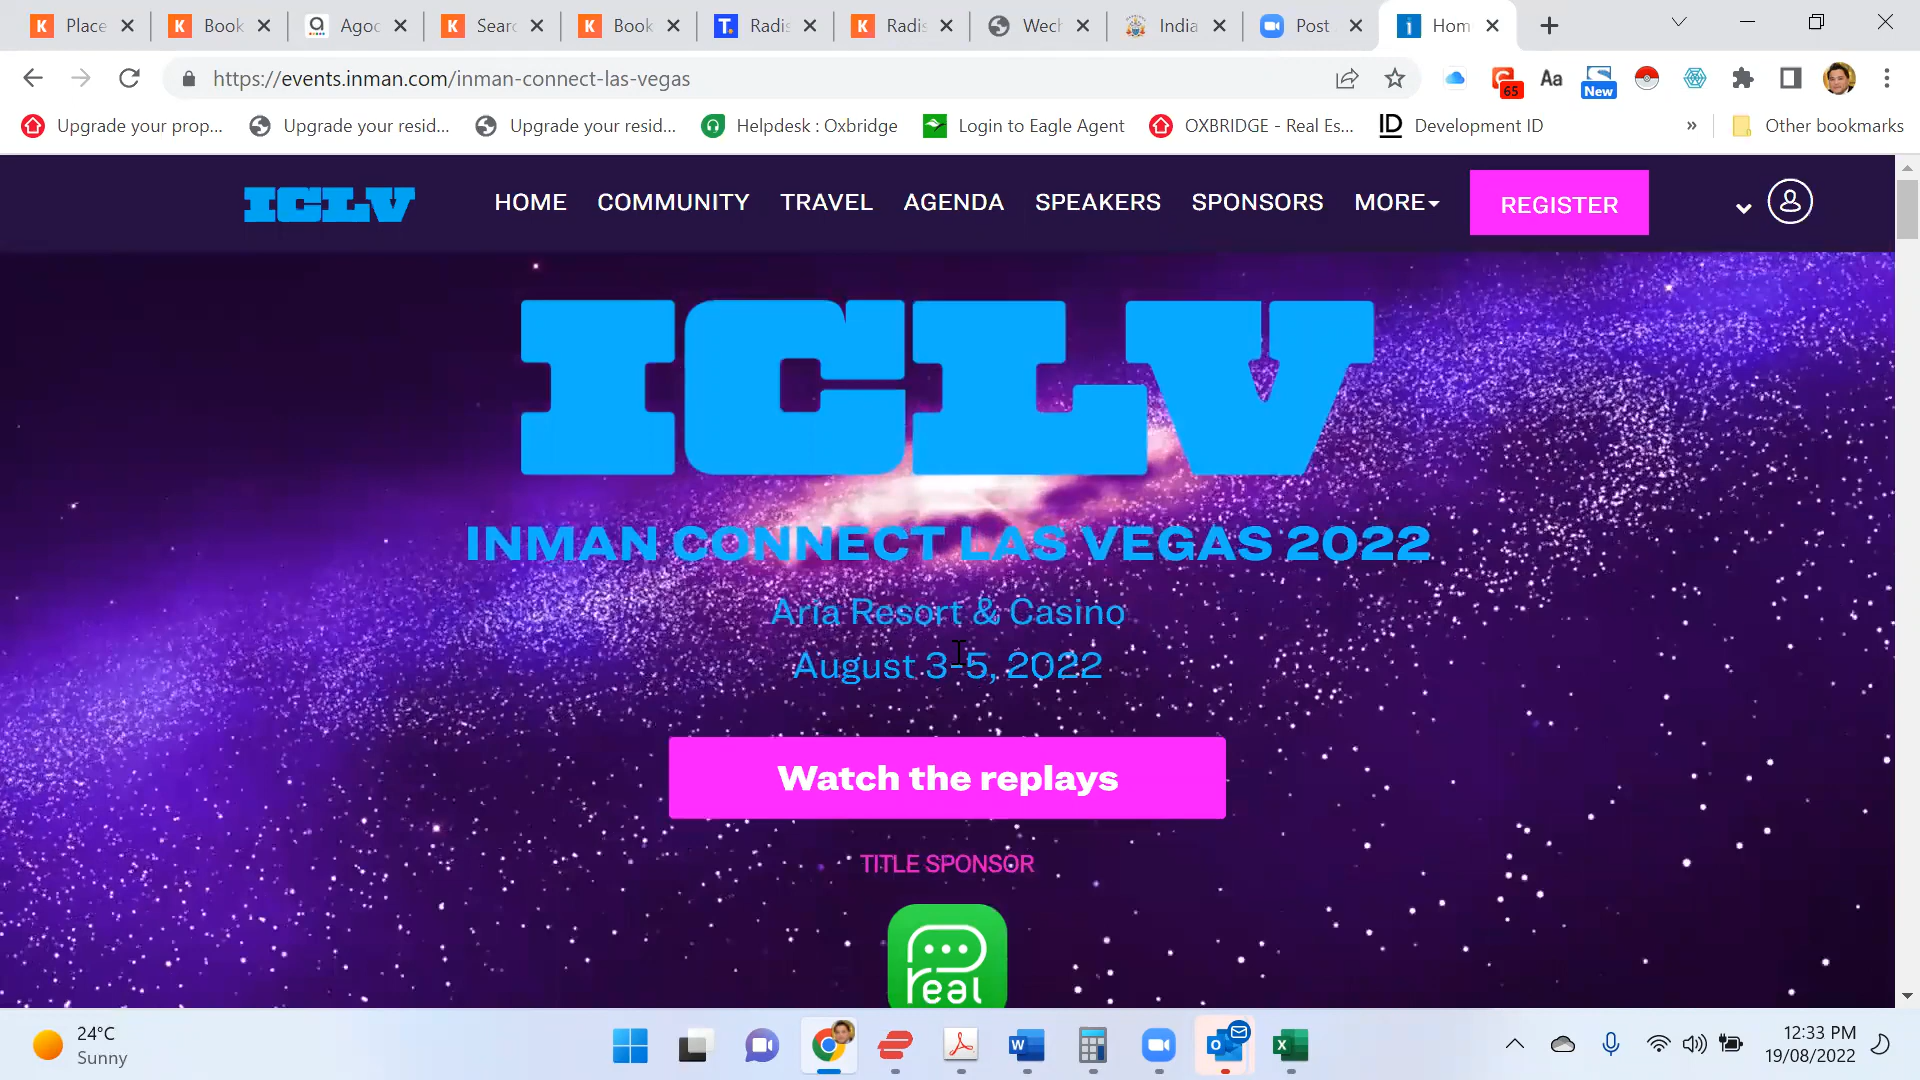 Place
Book
Agoc
Searc
Book
Radis
Radis
Wech
India
Post
Hom
https://events.inman.com/inman-connect-las-vegas
65
Aa
New
Upgrade your prop...
Upgrade your resid...
Upgrade your resid...
Helpdesk : Oxbridge
Login to Eagle Agent
OXBRIDGE - Real Es...
ID Development ID
»
Other bookmarks
ICLV
HOME
COMMUNITY
TRAVEL
AGENDA
SPEAKERS
SPONSORS
MORE
REGISTER
ICLV
INMAN CONNECT LAS VEGAS 2022
Aria Resort & Casino
August 3-5, 2022
Watch the replays
TITLE SPONSOR
real
24°C
Sunny
12:33 PM
19/08/2022